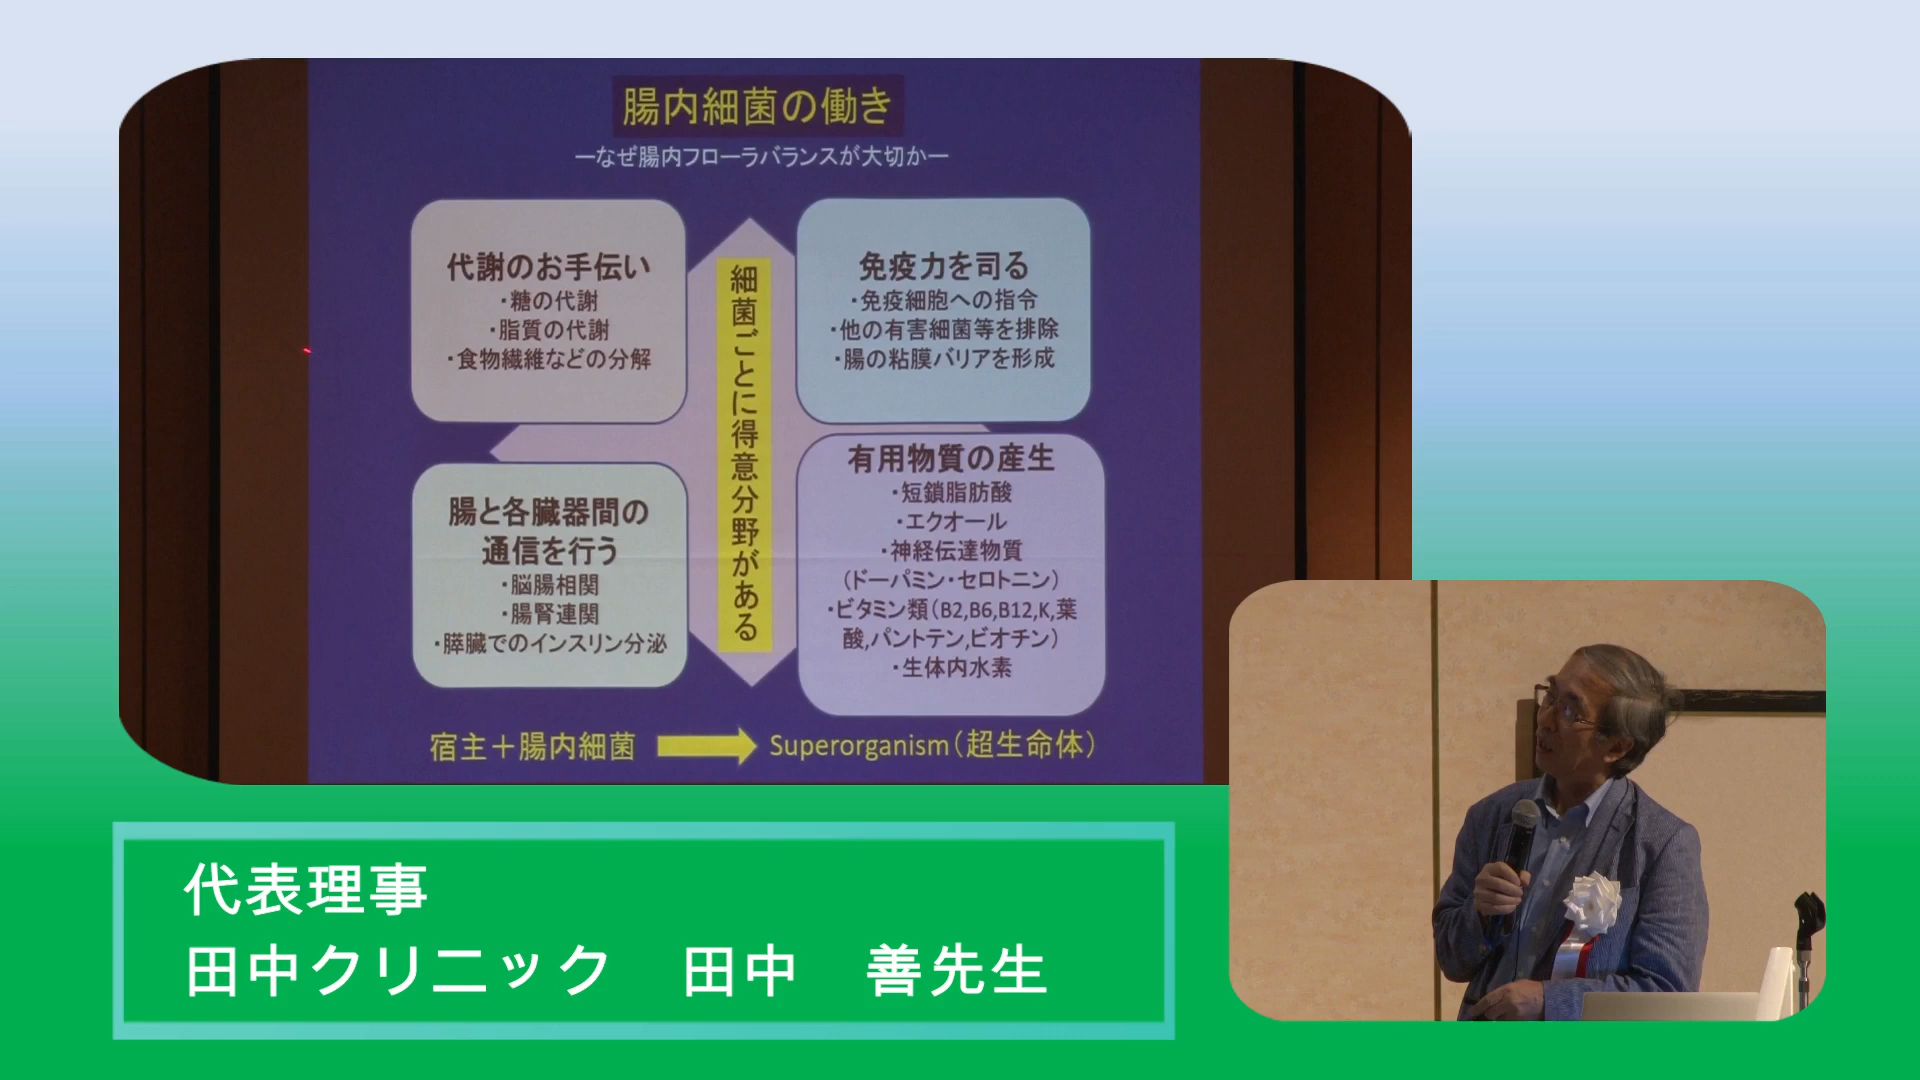 腸内細菌の働き
ーなぜ腸内フローラバランスが大切かー
代謝のお手伝い
・糖の代謝
・脂質の代謝
・食物繊維などの分解
免疫力を司る
・免疫細胞への指令
・他の有害細菌等を排除
・腸の粘膜バリアを形成
細菌ごとに得意分野がある
腸と各臓器間の
通信を行う
・脳腸相関
・腸腎連関
・膵臓でのインスリン分泌
有用物質の産生
・短鎖脂肪酸
・エクオール
・神経伝達物質
（ドーパミン・セロトニン）
・ビタミン類（B2,B6,B12,K,葉
酸,パントテン,ビオチン）
・生体内水素
宿主＋腸内細菌
Superorganism（超生命体）
代表理事
田中クリニック　田中　善先生